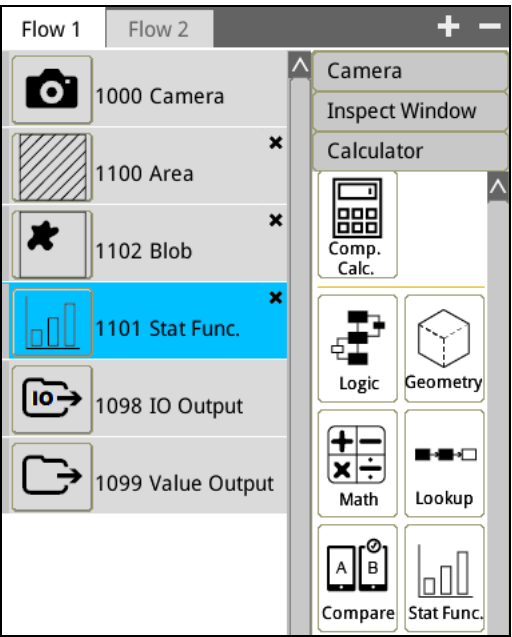 Flow 1
Flow 2
1000 Camera
1100 Area
1102 Blob
1101 Stat Func.
IO
1098 IO Output
1099 Value Output
Camera
Inspect Window
Calculator
Comp.
Calc.
Logic
Geometry
Math
Lookup
A B
Compare
Stat Func.